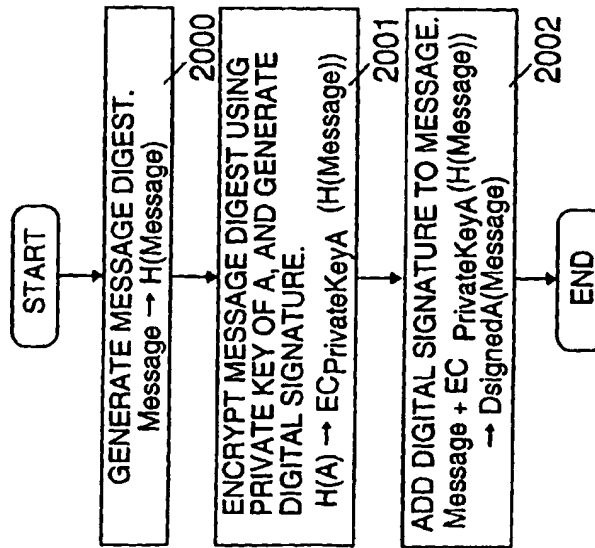 START
GENERATE MESSAGE DIGEST.
Message → H(Message)
2000
ENCRYPT MESSAGE DIGEST USING
PRIVATE KEY OF A, AND GENERATE
DIGITAL SIGNATURE.
H(A) → ECPrivateKeyA (H(Message))
2001
ADD DIGITAL SIGNATURE TO MESSAGE.
Message + EC PrivateKeyA (H(Message))
→ DsignedA(Message)
2002
END